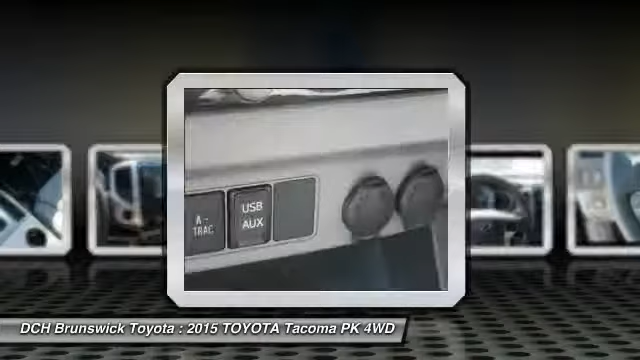 A-
TRAC
USB
AUX
DCH Brunswick Toyota : 2015 TOYOTA Tacoma PK 4WD